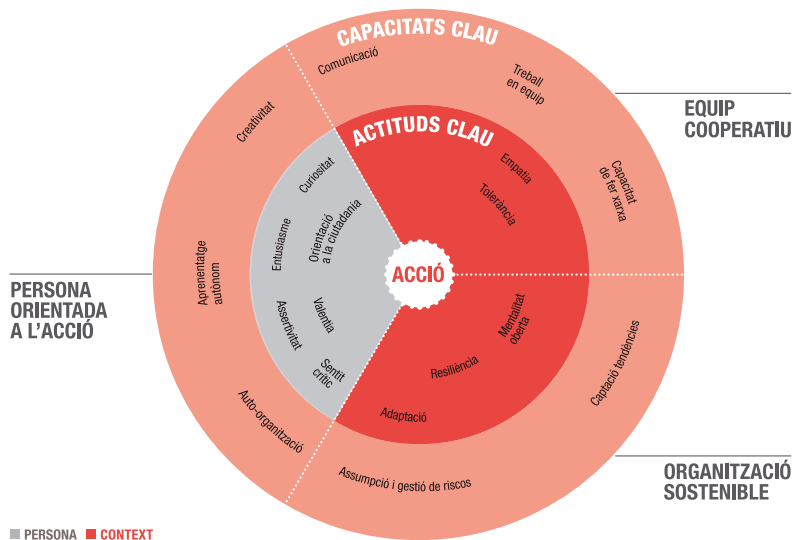 CAPACITATS CLAU
Comunicació
Treball
en equip
Capacitat
de fer xarxa
Creativitat
Aprenentatge
autònom
Auto-organització
Assumpció i gestió de riscos
Captació tendències
ACTITUDS CLAU
Empatia
Tolerància
Curiositat
Orientació
a la ciutadania
Entusiasme
Valentia
Assertivitat
Sentit
crític
Mentalitat
oberta
Resiliència
Adaptació
ACCIÓ
EQUIP
COOPERATIU
PERSONA
ORIENTADA
A L'ACCIÓ
ORGANITZACIÓ
SOSTENIBLE
PERSONA
CONTEXT